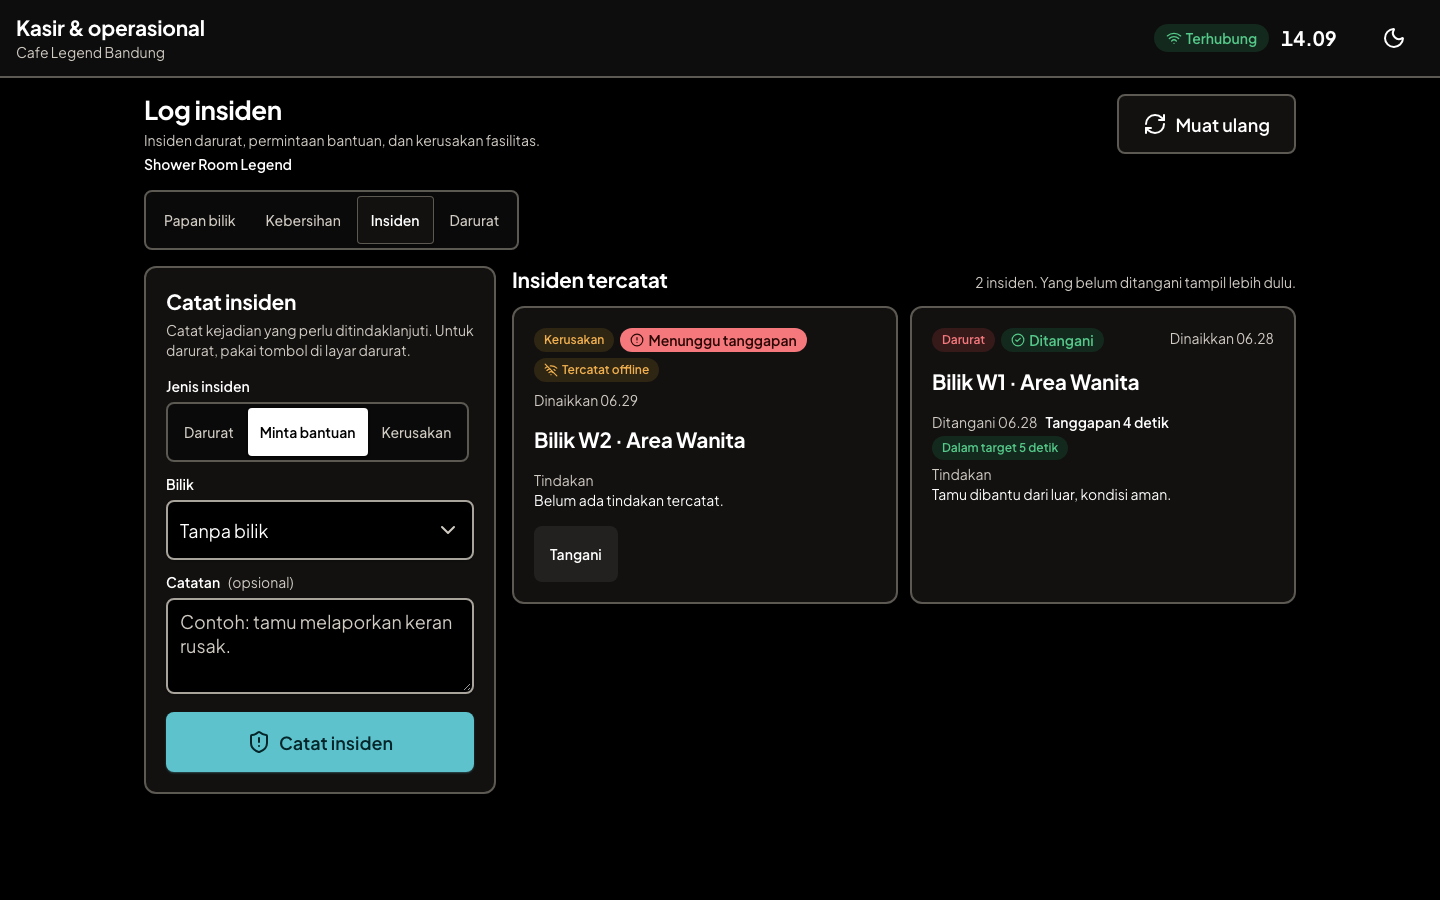 Kasir & operasional
Cafe Legend Bandung
Terhubung
14.09
Log insiden
Insiden darurat, permintaan bantuan, dan kerusakan fasilitas.
Shower Room Legend
Muat ulang
Papan bilik
Kebersihan
Insiden
Darurat
Catat insiden
Catat kejadian yang perlu ditindaklanjuti. Untuk
darurat, pakai tombol di layar darurat.
Jenis insiden
Darurat
Minta bantuan
Kerusakan
Bilik
Tanpa bilik
Catatan (opsional)
Contoh: tamu melaporkan keran
rusak.
Catat insiden
Insiden tercatat
2 insiden. Yang belum ditangani tampil lebih dulu.
Kerusakan
Menunggu tanggapan
Tercatat offline
Dinaikkan 06.29
Bilik W2 · Area Wanita
Tindakan
Belum ada tindakan tercatat.
Tangani
Darurat
Ditangani
Dinaikkan 06.28
Bilik W1 · Area Wanita
Ditangani 06.28 Tanggapan 4 detik
Dalam target 5 detik
Tindakan
Tamu dibantu dari luar, kondisi aman.